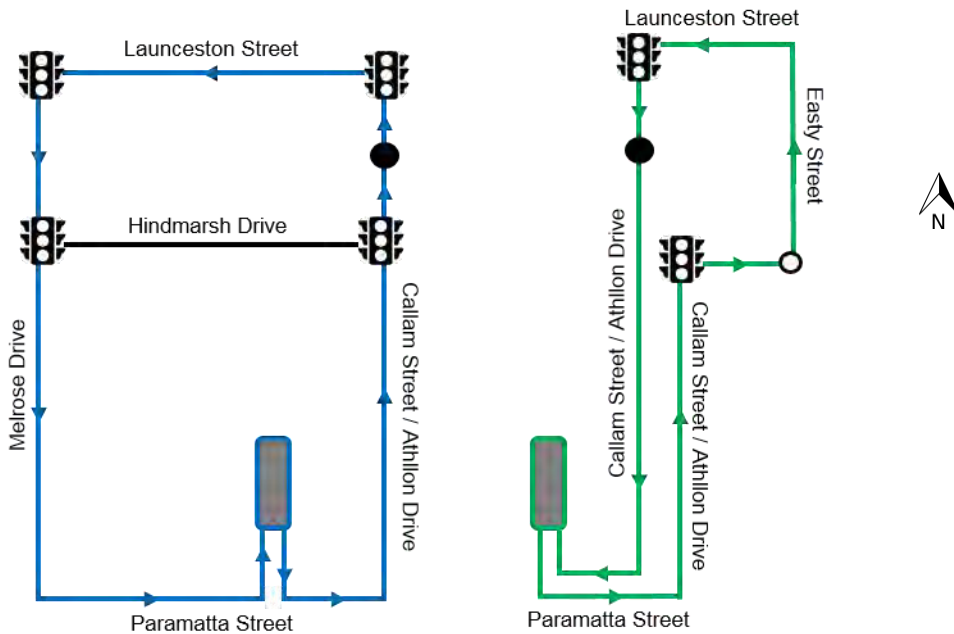 Launceston Street
Hindmarsh Drive
Melrose Drive
Callam Street / Athllon Drive
Paramatta Street
Launceston Street
Easty Street
Callam Street / Athllon Drive
Callam Street / Athllon Drive
Paramatta Street
N